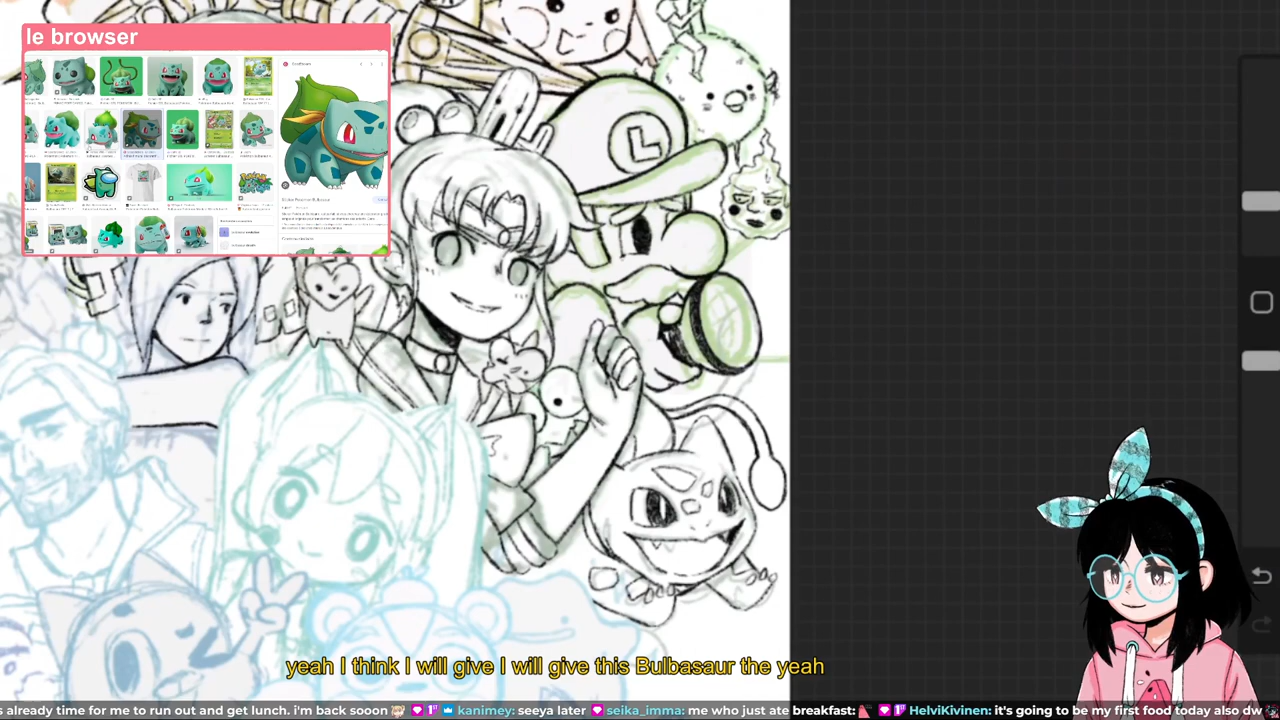 le browser
L
yeah I think I will give I will give this Bulbasaur the yeah
s already time for me to run out and get lunch. i'm back sooon kanimey: seeya later seika_imma: me who just ate breakfast: HelviKivinen: it's going to be my first food today also dw